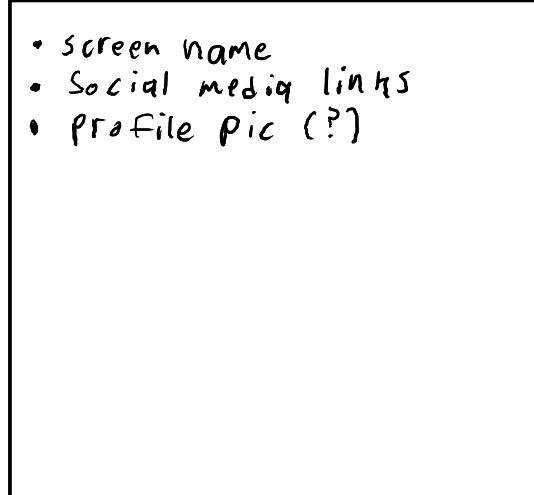 • screen name
• Social media links
• profile pic (?)